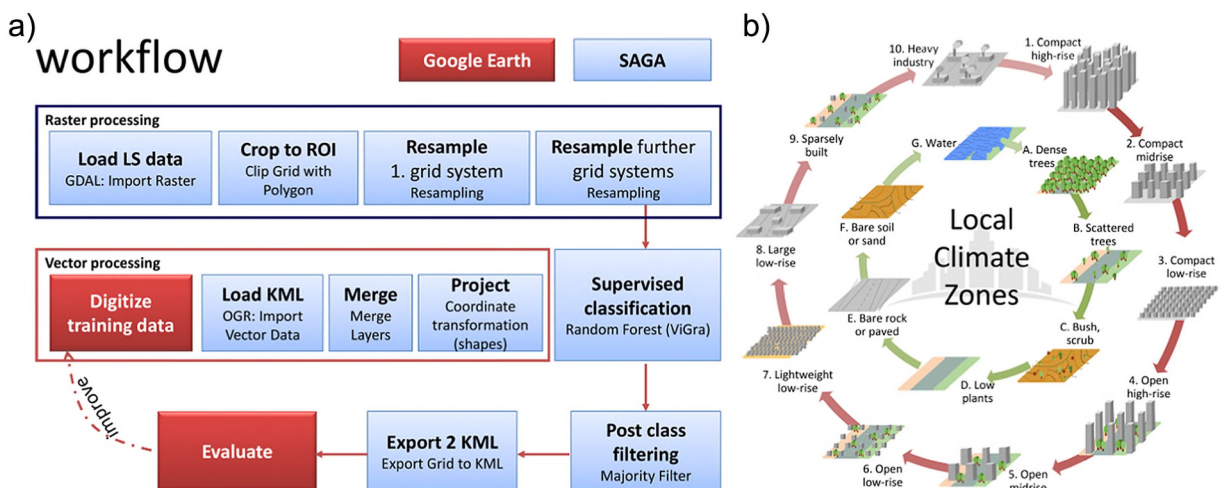 a)
workflow
Google Earth
SAGA
Raster processing
Load LS data
GDAL: Import Raster
Crop to ROI
Clip Grid with
Polygon
Resample
1. grid system
Resampling
Resample further
grid systems
Resampling
Vector processing
Digitize
training data
Load KML
OGR: Import
Vector Data
Merge
Merge
Layers
Project
Coordinate
transformation
(shapes)
Supervised
classification
Random Forest (ViGra)
improve
Evaluate
Export 2 KML
Export Grid to KML
Post class
filtering
Majority Filter
b)
Local
Climate
Zones
1. Compact
high-rise
2. Compact
midrise
3. Compact
low-rise
4. Open
high-rise
5. Open
midrise
6. Open
low-rise
7. Lightweight
low-rise
8. Large
low-rise
9. Sparsely
built
10. Heavy
industry
A. Dense
trees
B. Scattered
trees
C. Bush,
scrub
D. Low
plants
E. Bare rock
or paved
F. Bare soil
or sand
G. Water